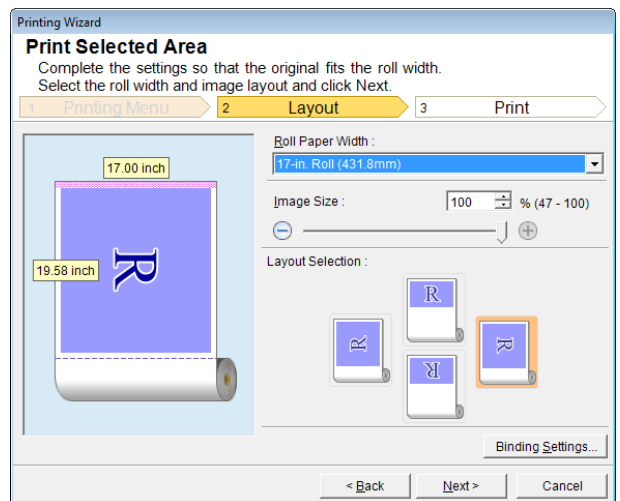 Printing Wizard
Print Selected Area
Complete the settings so that the original fits the roll width.
Select the roll width and image layout and click Next.
1 Printing Menu 2 Layout 3 Print
17.00 inch
19.58 inch
R
Roll Paper Width :
17-in. Roll (431.8mm)
Image Size : 100 % (47 - 100)
Layout Selection :
R
R
R
R
Binding Settings...
< Back Next > Cancel